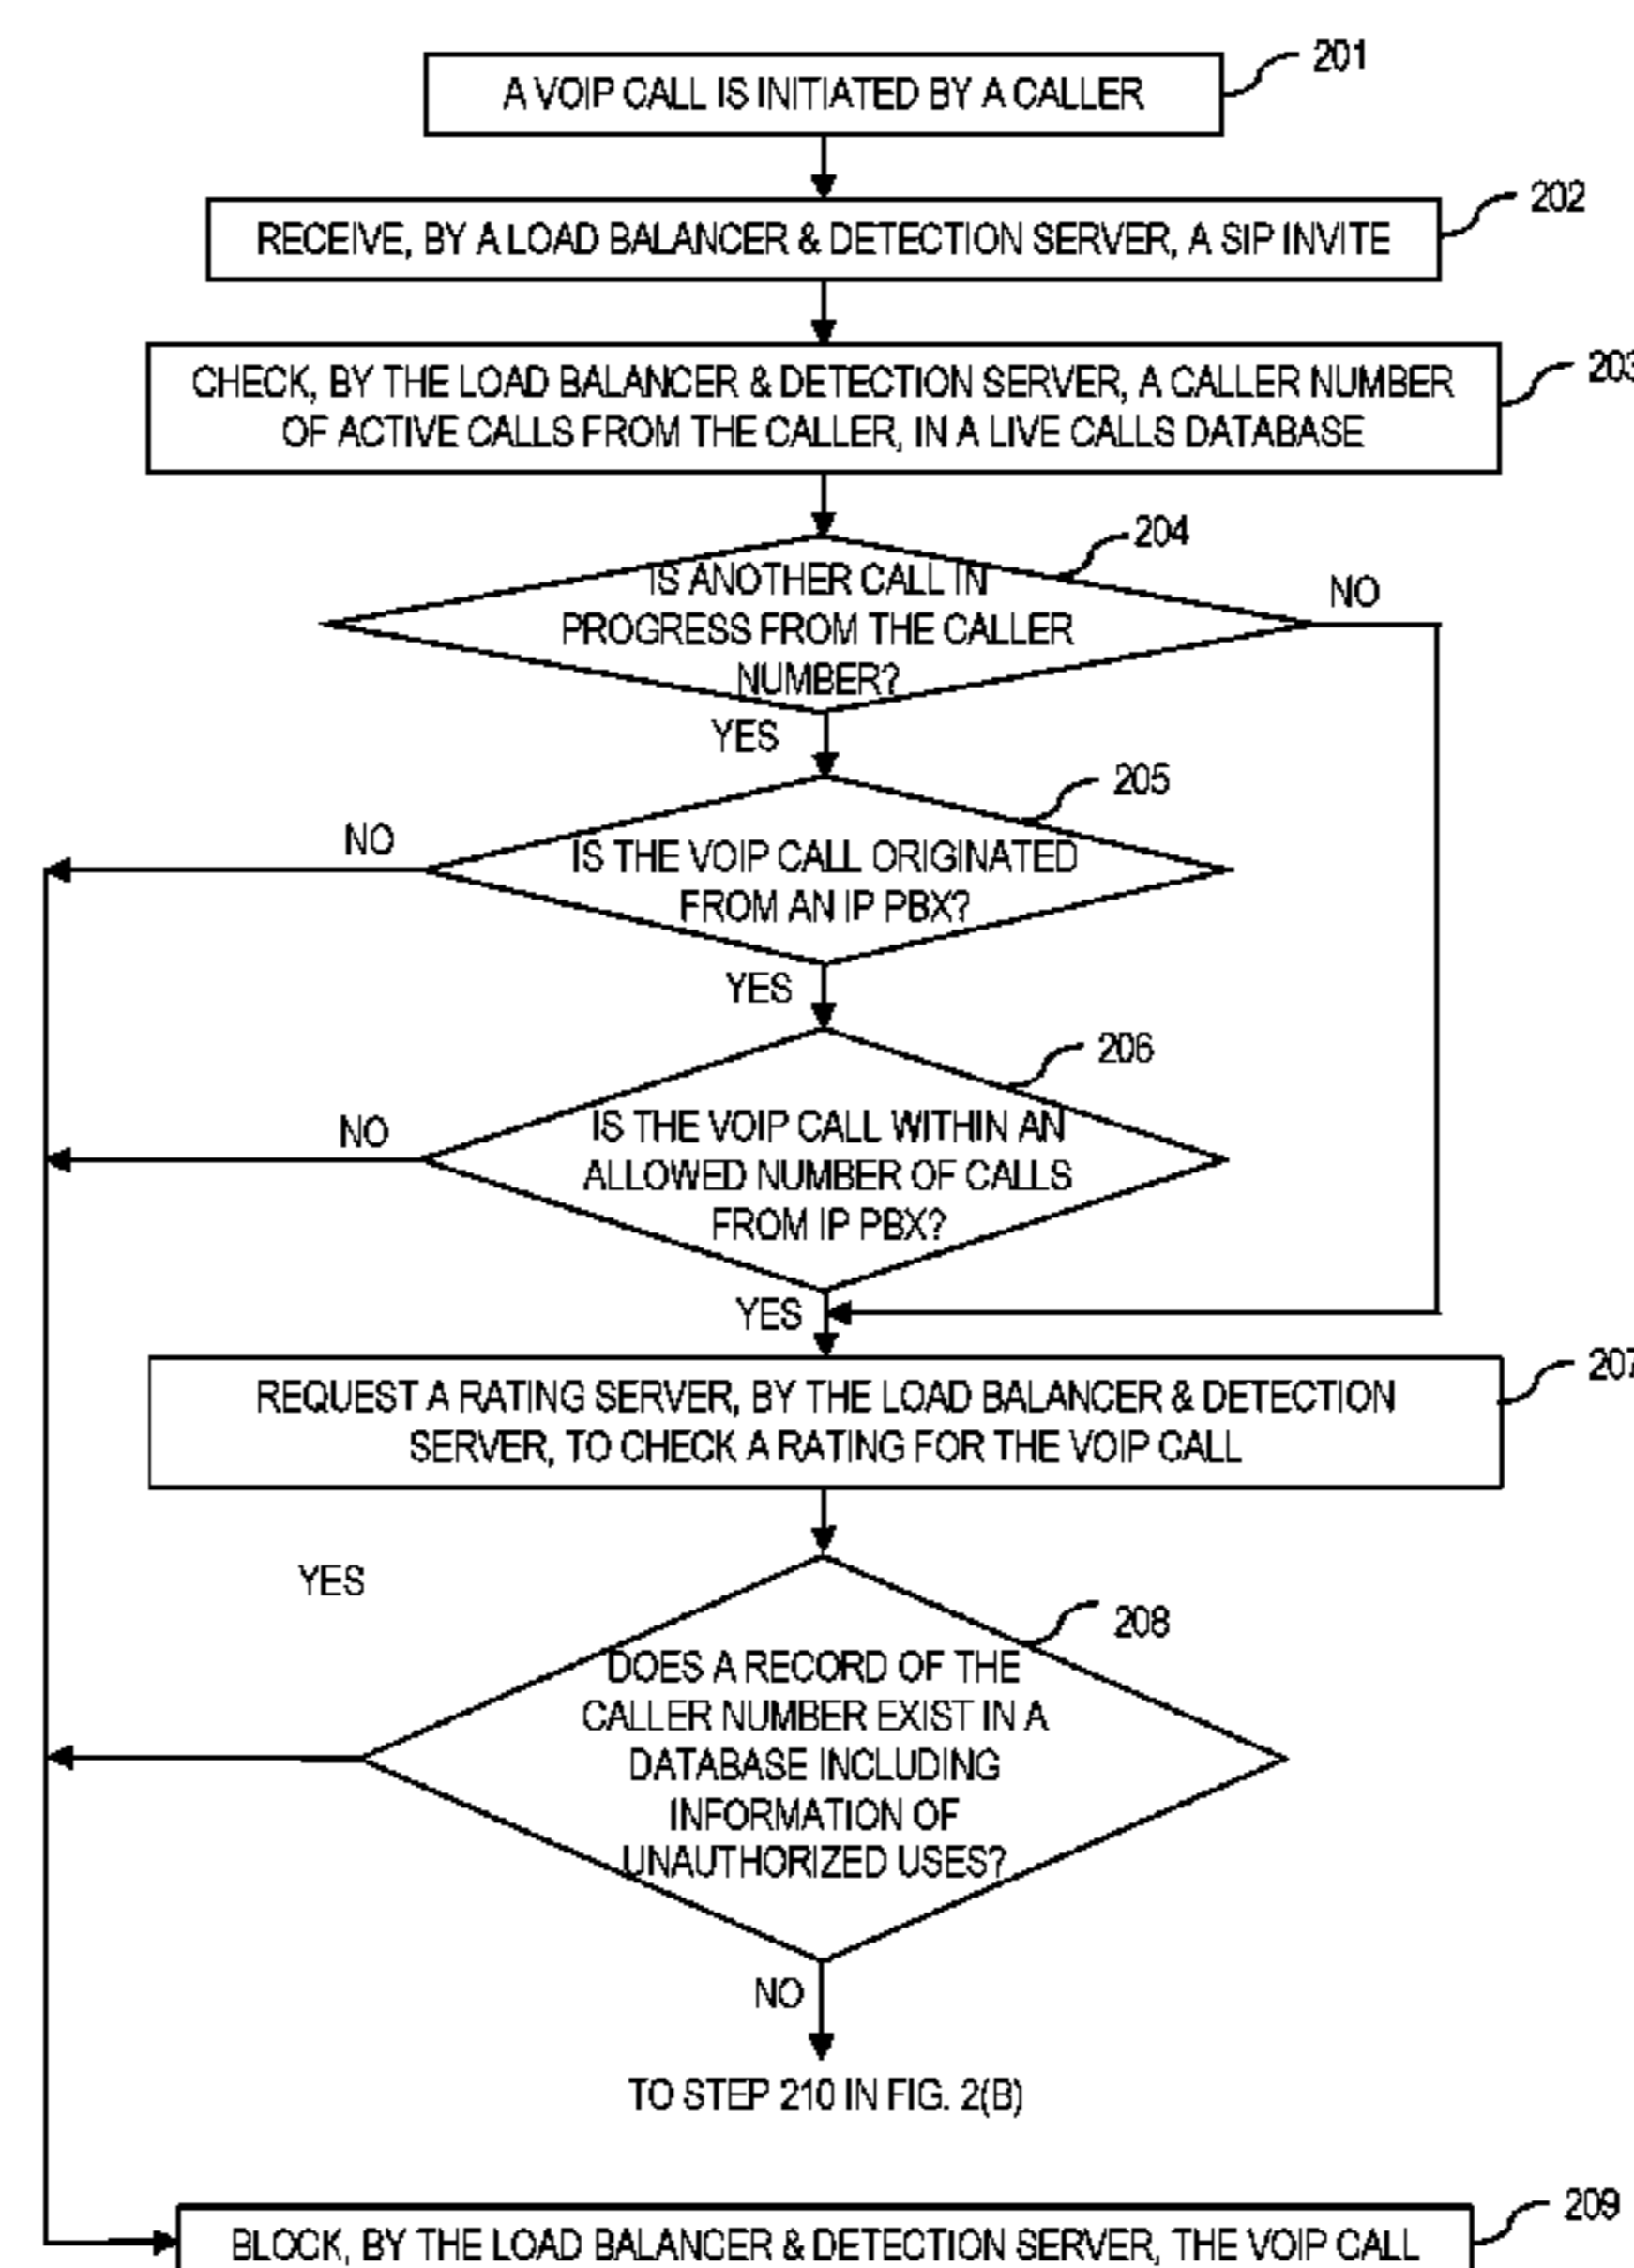 201
A VOIP CALL IS INITIATED BY A CALLER
202
RECEIVE, BY A LOAD BALANCER & DETECTION SERVER, A SIP INVITE
203
CHECK, BY THE LOAD BALANCER & DETECTION SERVER, A CALLER NUMBER
OF ACTIVE CALLS FROM THE CALLER, IN A LIVE CALLS DATABASE
204
IS ANOTHER CALL IN
PROGRESS FROM THE CALLER
NUMBER?
NO
YES
205
NO
IS THE VOIP CALL ORIGINATED
FROM AN IP PBX?
YES
206
NO
IS THE VOIP CALL WITHIN AN
ALLOWED NUMBER OF CALLS
FROM IP PBX?
YES
207
REQUEST A RATING SERVER, BY THE LOAD BALANCER & DETECTION
SERVER, TO CHECK A RATING FOR THE VOIP CALL
YES
208
DOES A RECORD OF THE
CALLER NUMBER EXIST IN A
DATABASE INCLUDING
INFORMATION OF
UNAUTHORIZED USES?
NO
TO STEP 210 IN FIG. 2(B)
209
BLOCK, BY THE LOAD BALANCER & DETECTION SERVER, THE VOIP CALL